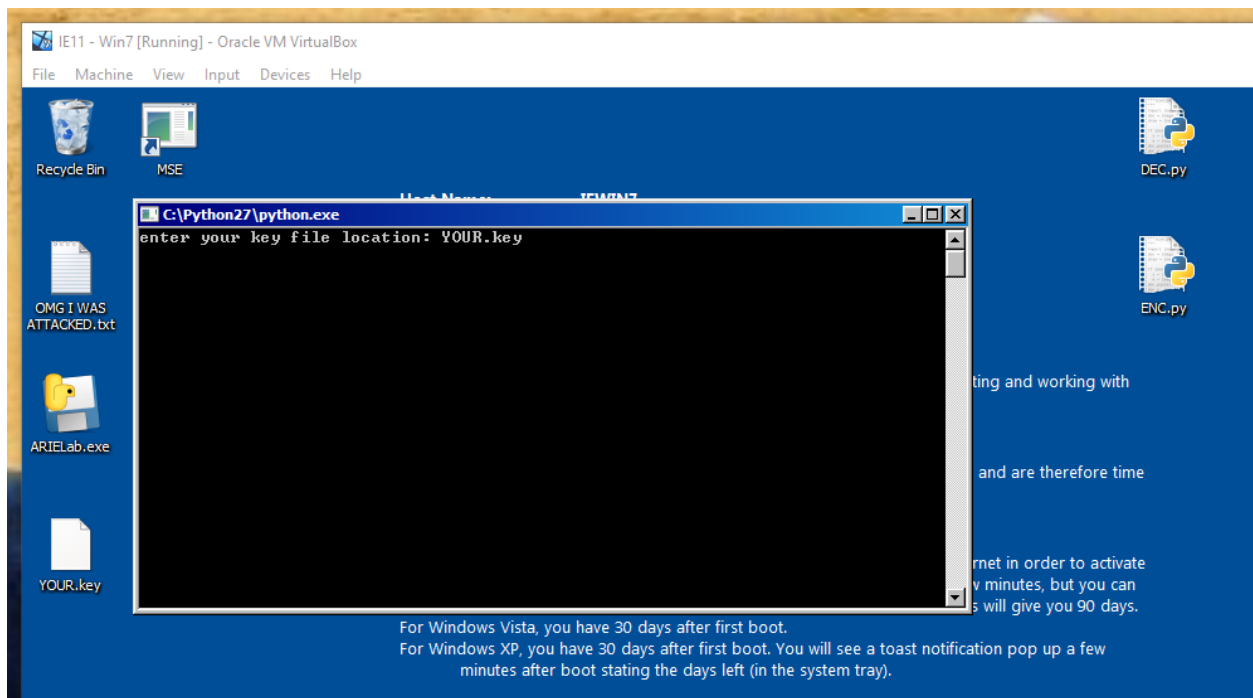 IE11 - Win7 [Running] - Oracle VM VirtualBox
File Machine View Input Devices Help
Recycle Bin
MSE
DEC.py
Host Name: IEWIN7
C:\Python27\python.exe
enter your key file location: YOUR.key
OMG I WAS
ATTACKED.txt
ENC.py
ting and working with
ARIELab.exe
and are therefore time
rnet in order to activate
YOUR.key
w minutes, but you can
s will give you 90 days.
For Windows Vista, you have 30 days after first boot.
For Windows XP, you have 30 days after first boot. You will see a toast notification pop up a few
minutes after boot stating the days left (in the system tray).